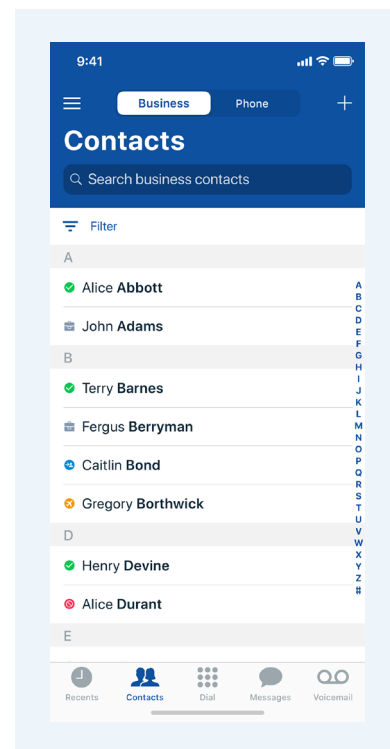 9:41
Business Phone
Contacts
Search business contacts
Filter
A
Alice Abbott
John Adams
B
Terry Barnes
Fergus Berryman
Caitlin Bond
Gregory Borthwick
D
Henry Devine
Alice Durant
E
A
B
C
D
E
F
G
H
I
J
K
L
M
N
O
P
Q
R
S
T
U
V
W
X
Y
Z
#
Recents Contacts Dial Messages Voicemail